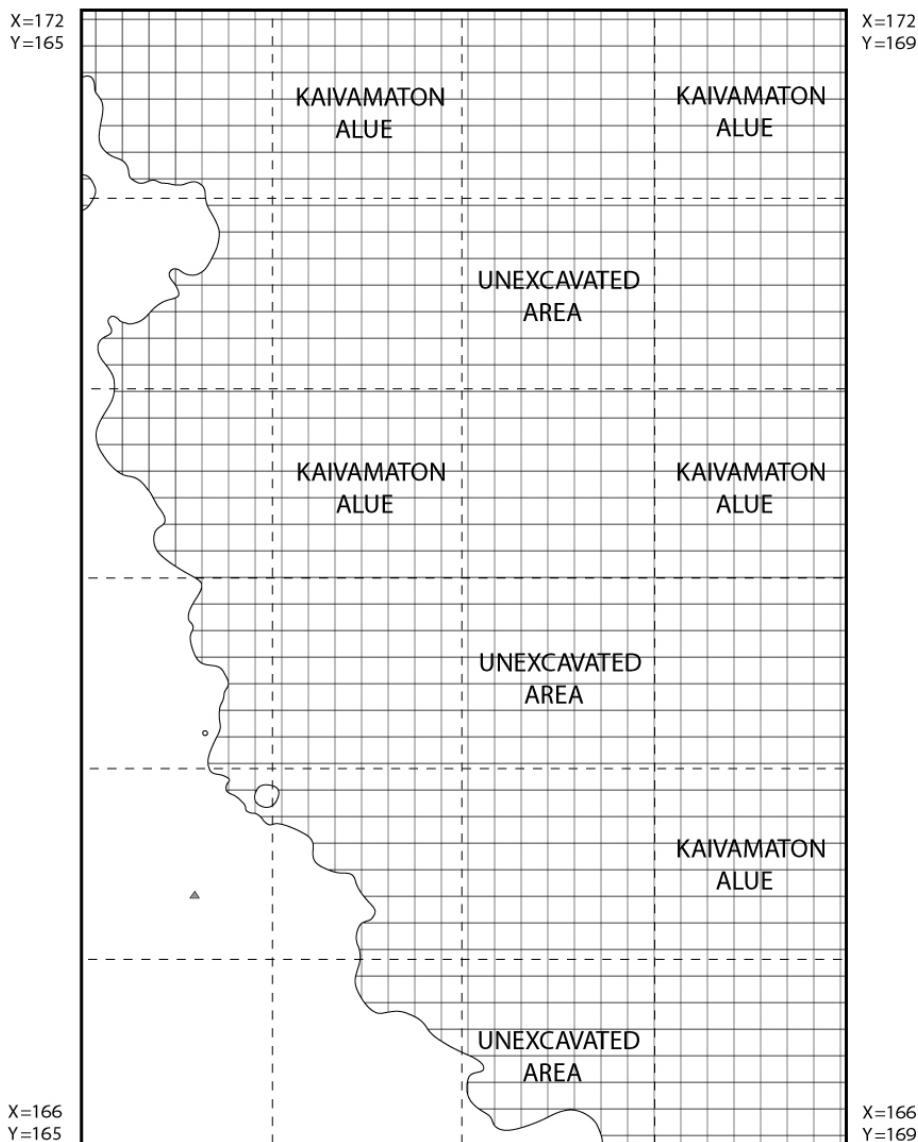 X=172
Y=165
X=172
Y=169
KAIVAMATON
ALUE
KAIVAMATON
ALUE
UNEXCAVATED
AREA
KAIVAMATON
ALUE
KAIVAMATON
ALUE
UNEXCAVATED
AREA
KAIVAMATON
ALUE
UNEXCAVATED
AREA
X=166
Y=165
X=166
Y=169